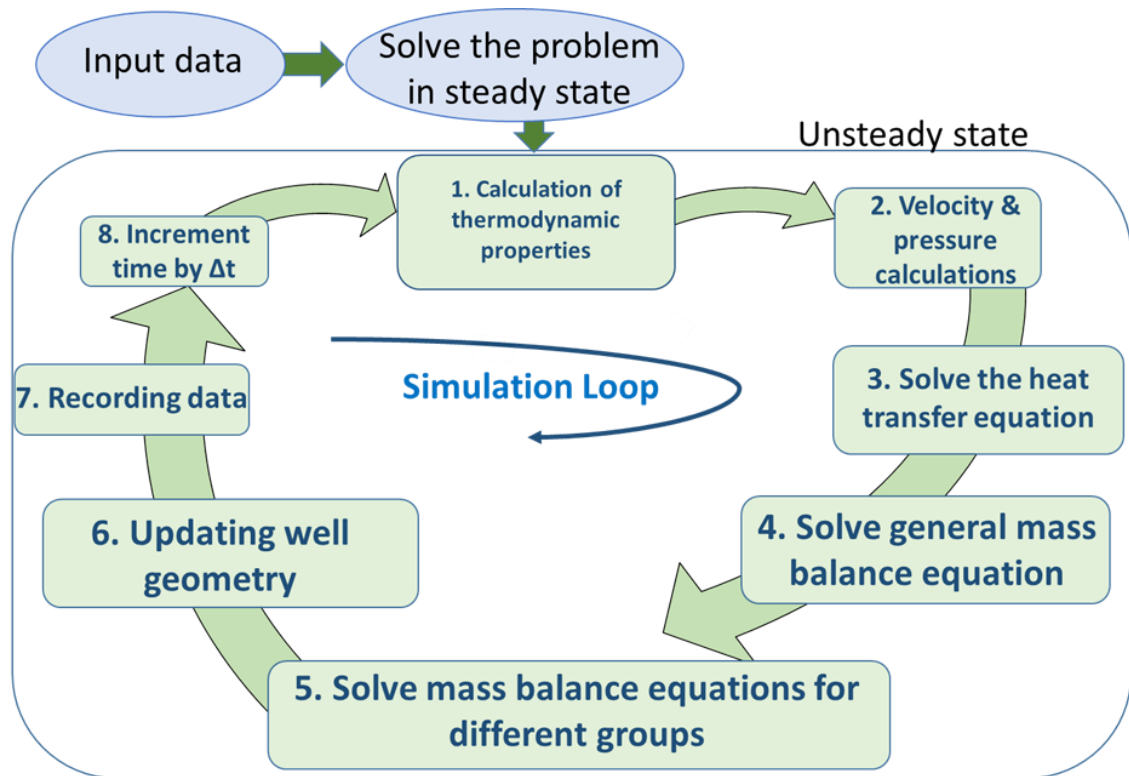 Input data
Solve the problem
in steady state
Unsteady state
1. Calculation of
thermodynamic
properties
2. Velocity &
pressure
calculations
3. Solve the heat
transfer equation
4. Solve general mass
balance equation
5. Solve mass balance equations for
different groups
6. Updating well
geometry
7. Recording data
8. Increment
time by Δt
Simulation Loop